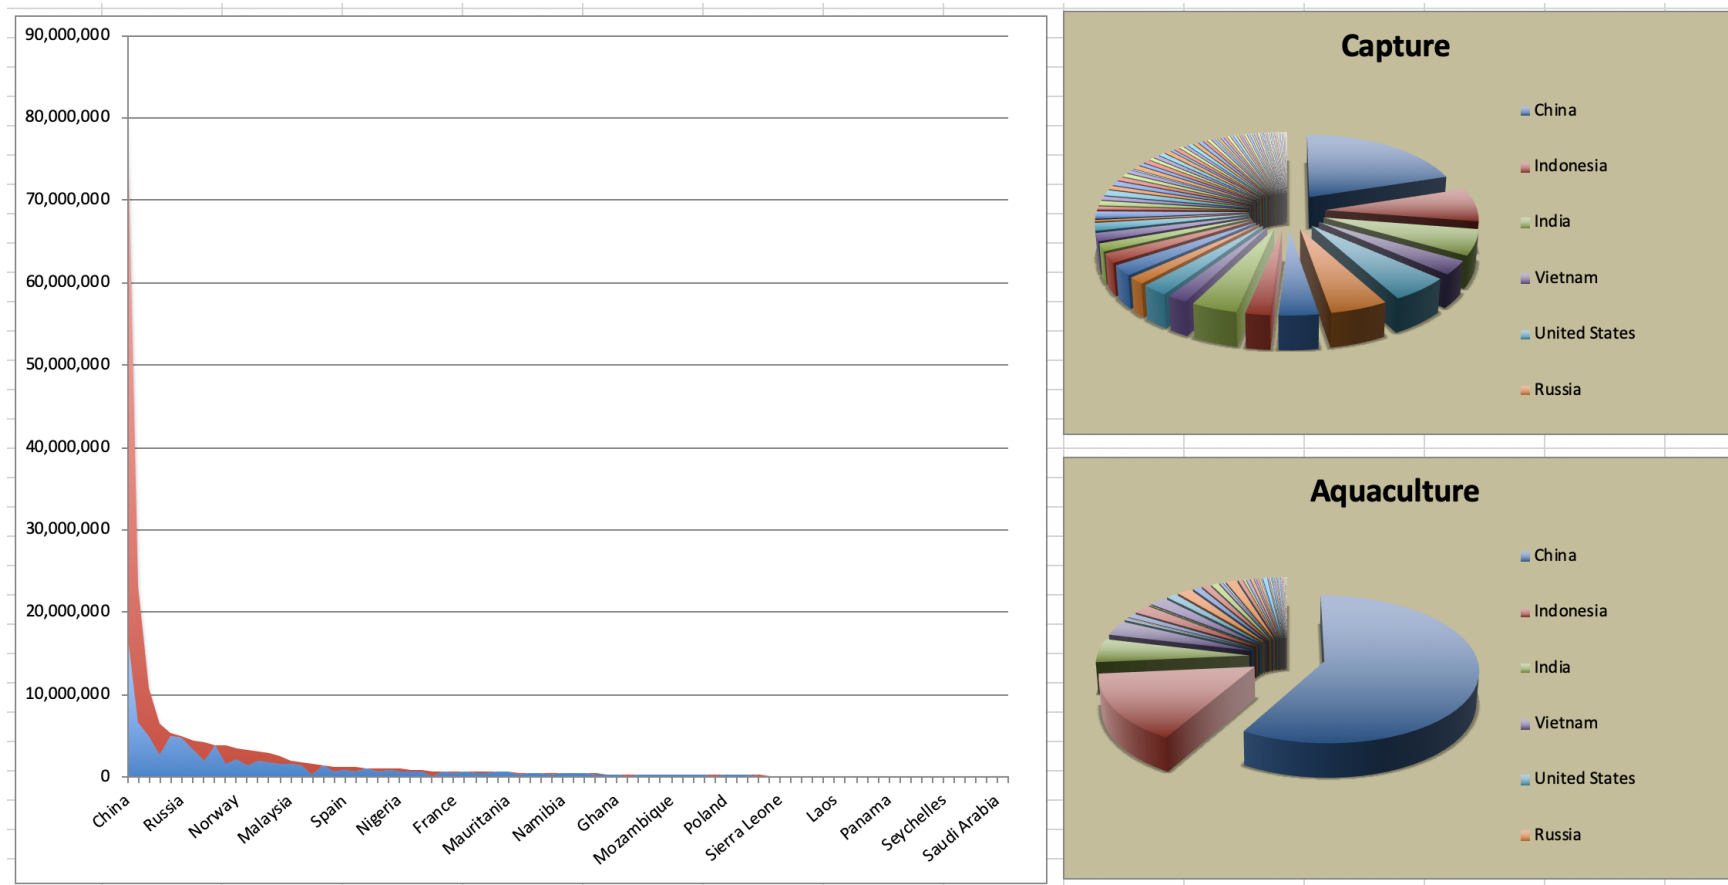 90,000,000
80,000,000
70,000,000
60,000,000
50,000,000
40,000,000
30,000,000
20,000,000
10,000,000
0
China
Russia
Norway
Malaysia
Spain
Nigeria
France
Mauritania
Namibia
Ghana
Mozambique
Poland
Sierra Leone
Laos
Panama
Seychelles
Saudi Arabia
Capture
China
Indonesia
India
Vietnam
United States
Russia
Aquaculture
China
Indonesia
India
Vietnam
United States
Russia